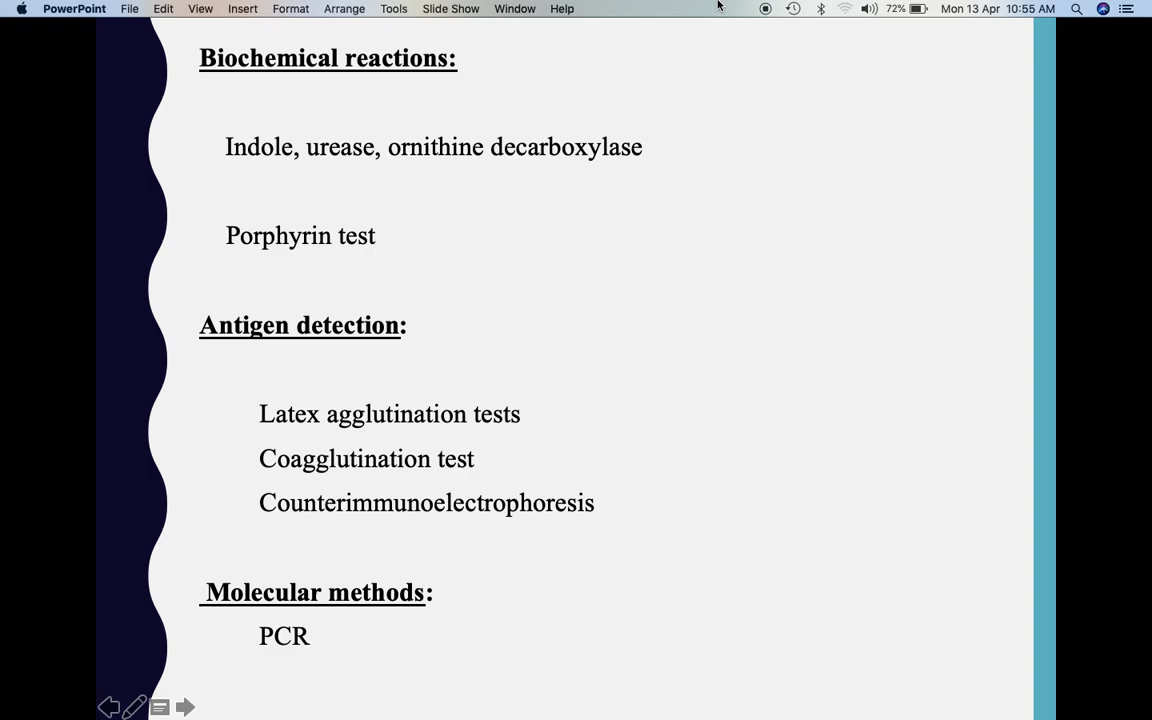 PowerPoint File Edit View Insert Format Arrange Tools Slide Show Window Help 72% Mon 13 Apr 10:55 AM
Biochemical reactions:
Indole, urease, ornithine decarboxylase
Porphyrin test
Antigen detection:
Latex agglutination tests
Coagglutination test
Counterimmunoelectrophoresis
Molecular methods:
PCR